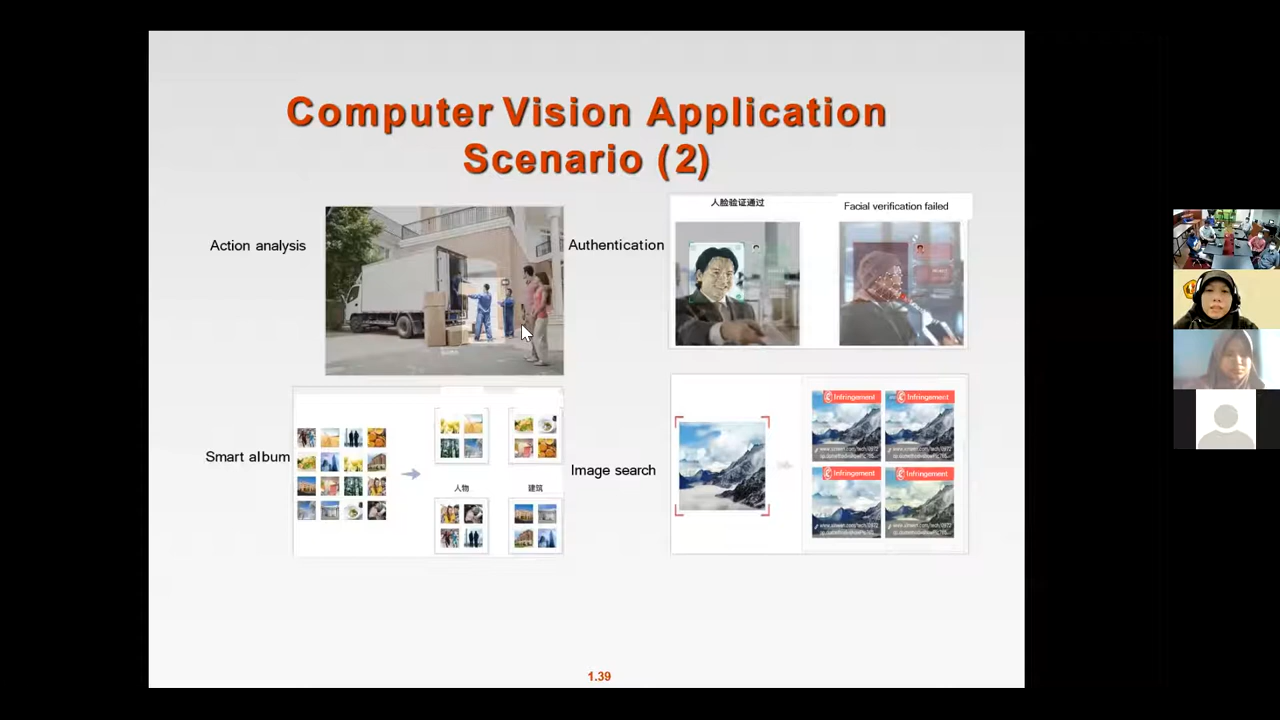 Computer Vision Application
Scenario (2)
Action analysis
Authentication
人脸验证通过
Facial verification failed
Smart album
人物
建筑
Image search
Infringement
Infringement
Infringement
Infringement
1.39